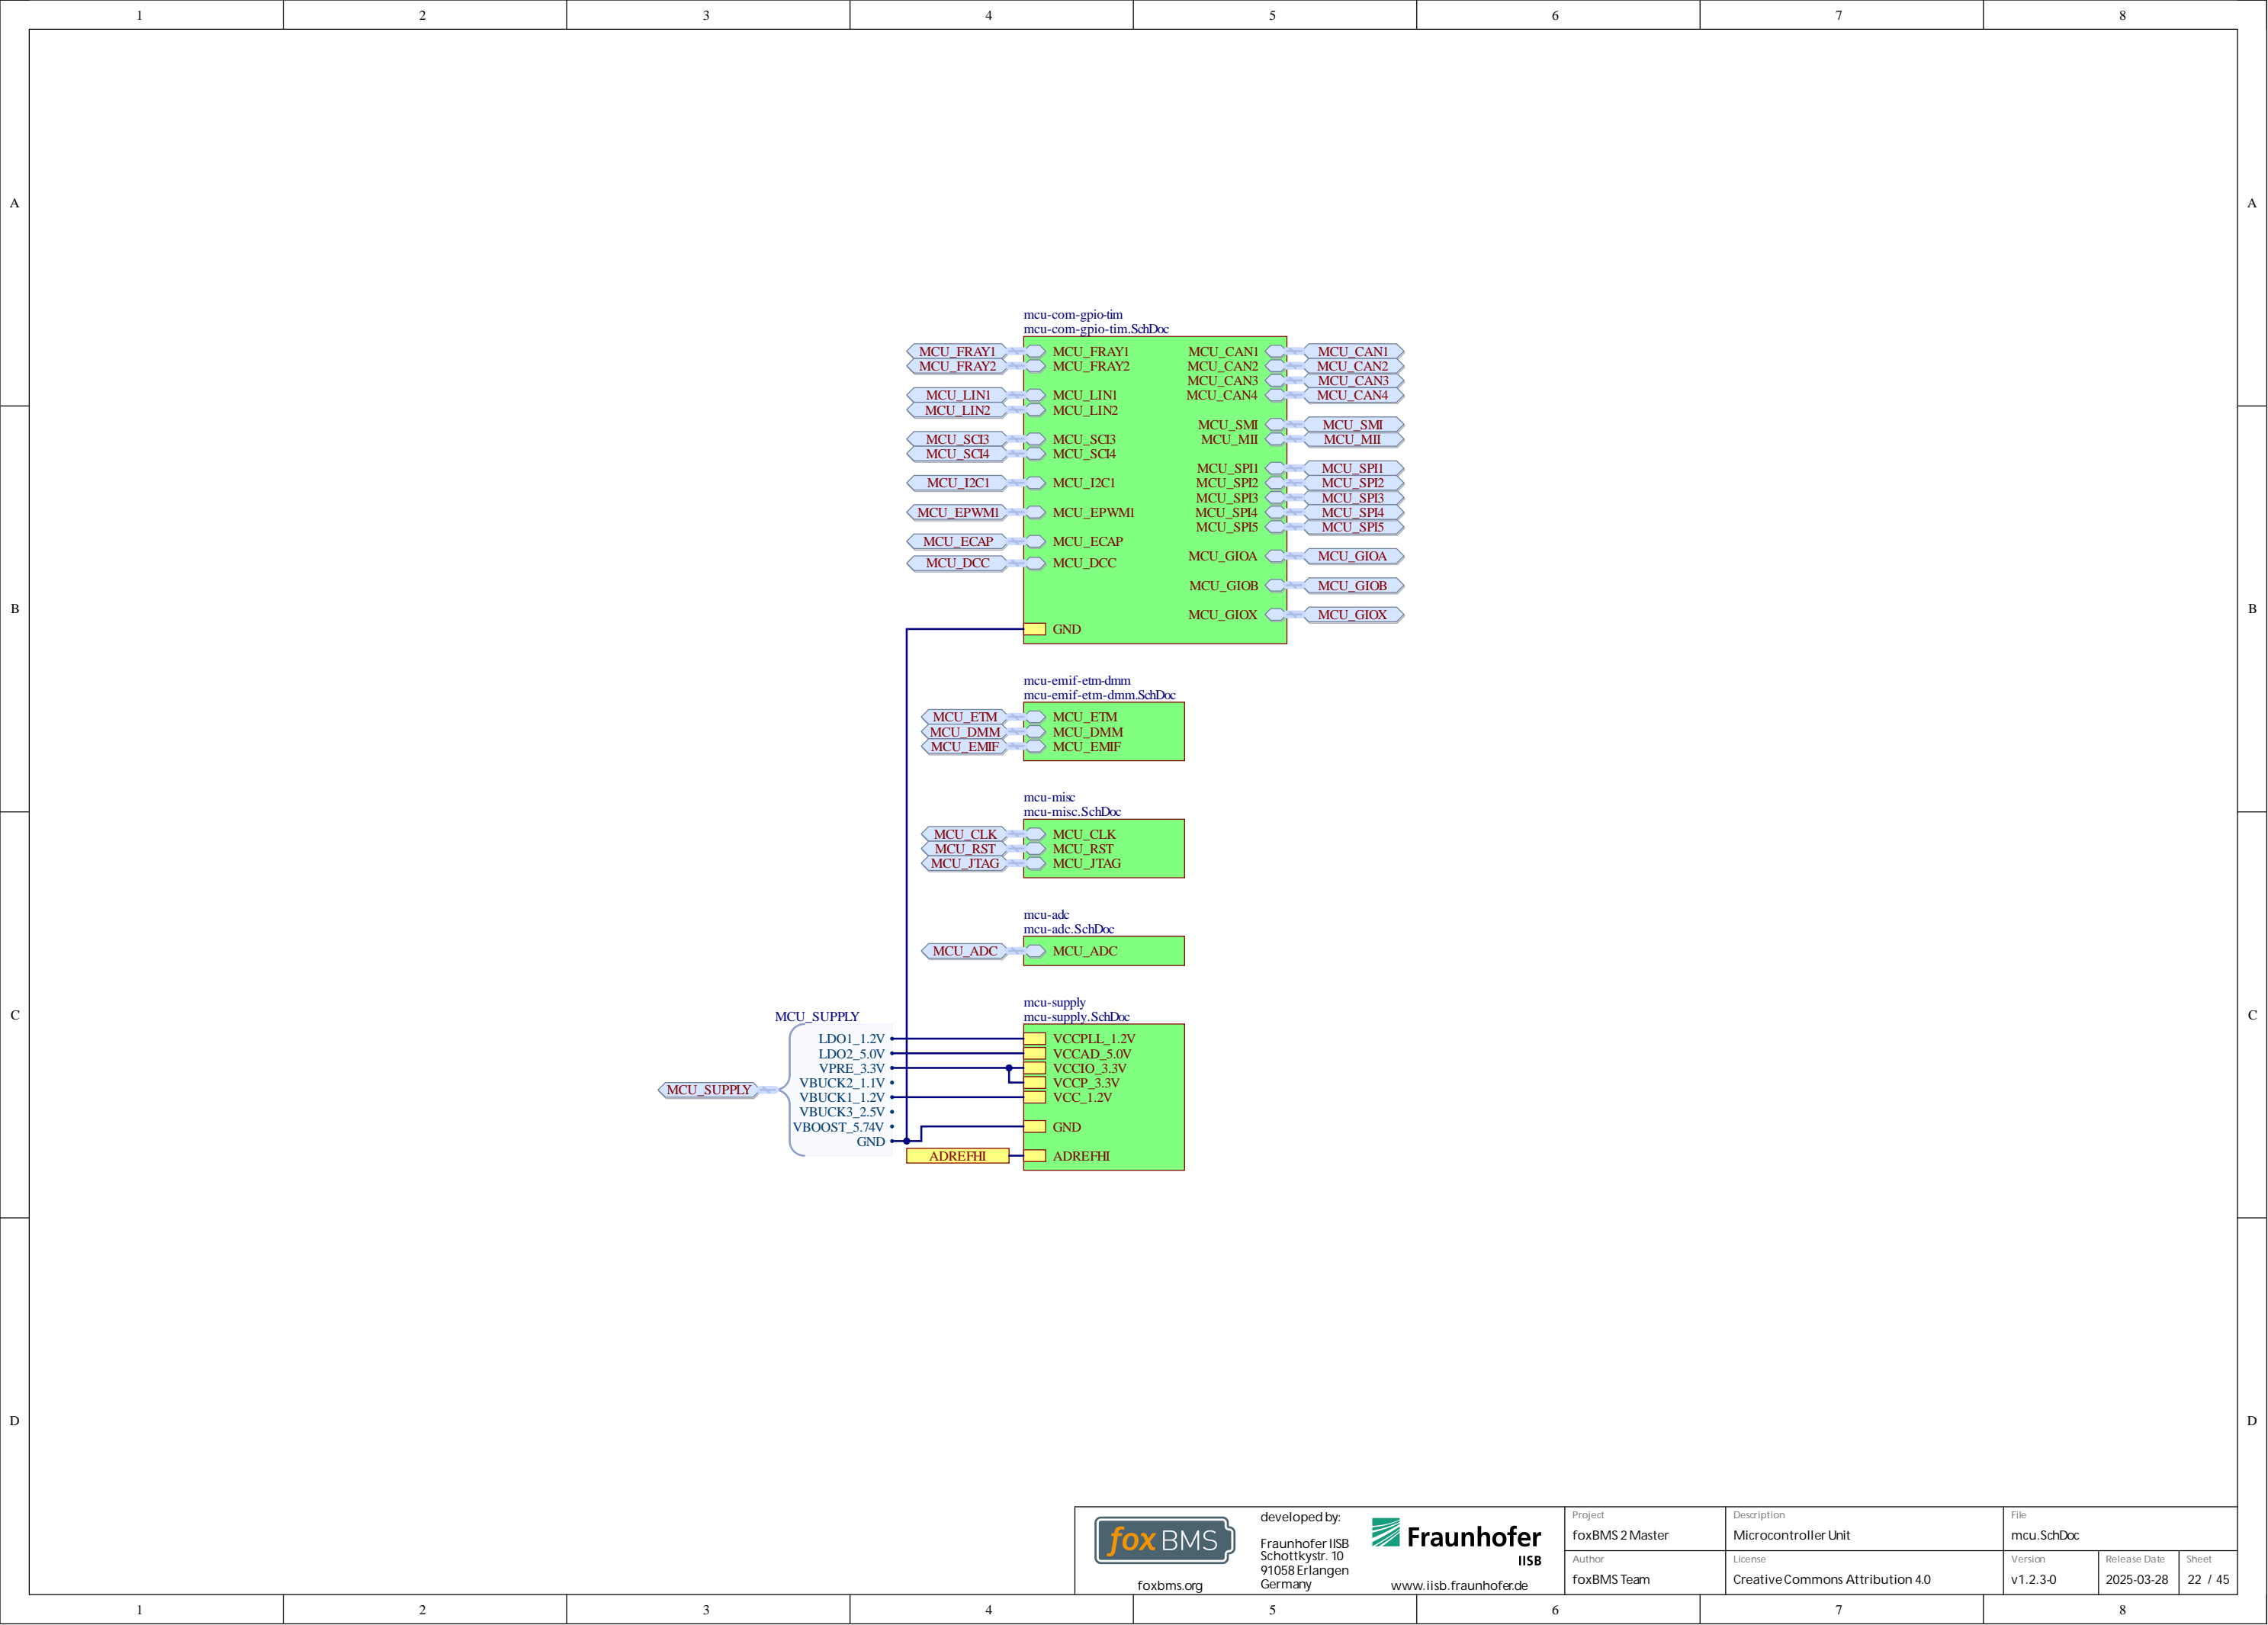 1 2 3 4 5 6 7 8
A A
B B
C C
D D
mcu-com-gpio-tim
mcu-com-gpio-tim.SchDoc
MCU_FRAY1 MCU_FRAY1 MCU_CAN1 MCU_CAN1
MCU_FRAY2 MCU_FRAY2 MCU_CAN2 MCU_CAN2
MCU_CAN3 MCU_CAN3
MCU_LIN1 MCU_LIN1 MCU_CAN4 MCU_CAN4
MCU_LIN2 MCU_LIN2
MCU_SMI MCU_SMI
MCU_SCI3 MCU_SCI3 MCU_MII MCU_MII
MCU_SCI4 MCU_SCI4
MCU_SPI1 MCU_SPI1
MCU_I2C1 MCU_I2C1 MCU_SPI2 MCU_SPI2
MCU_SPI3 MCU_SPI3
MCU_EPWM1 MCU_EPWM1 MCU_SPI4 MCU_SPI4
MCU_SPI5 MCU_SPI5
MCU_ECAP MCU_ECAP
MCU_GIOA MCU_GIOA
MCU_DCC MCU_DCC
MCU_GIOB MCU_GIOB
MCU_GIOX MCU_GIOX
GND
mcu-emif-etm-dmm
mcu-emif-etm-dmm.SchDoc
MCU_ETM MCU_ETM
MCU_DMM MCU_DMM
MCU_EMIF MCU_EMIF
mcu-misc
mcu-misc.SchDoc
MCU_CLK MCU_CLK
MCU_RST MCU_RST
MCU_JTAG MCU_JTAG
mcu-adc
mcu-adc.SchDoc
MCU_ADC MCU_ADC
mcu-supply
MCU_SUPPLY mcu-supply.SchDoc
LDO1_1.2V VCCPLL_1.2V
LDO2_5.0V VCCAD_5.0V
VPRE_3.3V VCCIO_3.3V
VBUCK2_1.1V VCCP_3.3V
MCU_SUPPLY
VBUCK1_1.2V VCC_1.2V
VBUCK3_2.5V
VBOOST_5.74V GND
GND
ADREFHI ADREFHI
fox BMS
foxbms.org
developed by:
Fraunhofer IISB
Schottkystr. 10
91058 Erlangen
Germany
Fraunhofer
IISB
www.iisb.fraunhofer.de
Project
foxBMS 2 Master
Description
Microcontroller Unit
File
mcu.SchDoc
Author
foxBMS Team
License
Creative Commons Attribution 4.0
Version
v1.2.3-0
Release Date
2025-03-28
Sheet
22 / 45
1 2 3 4 5 6 7 8